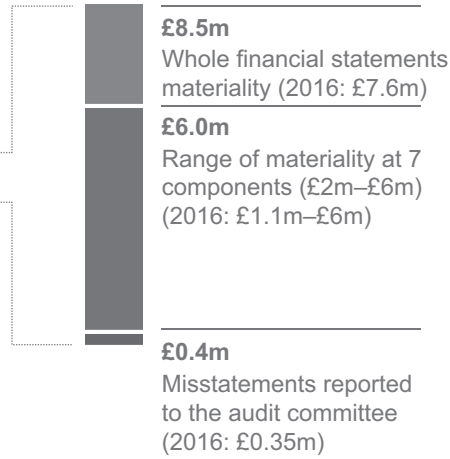 £8.5m
Whole financial statements
materiality (2016: £7.6m)
£6.0m
Range of materiality at 7
components (£2m–£6m)
(2016: £1.1m–£6m)
£0.4m
Misstatements reported
to the audit committee
(2016: £0.35m)